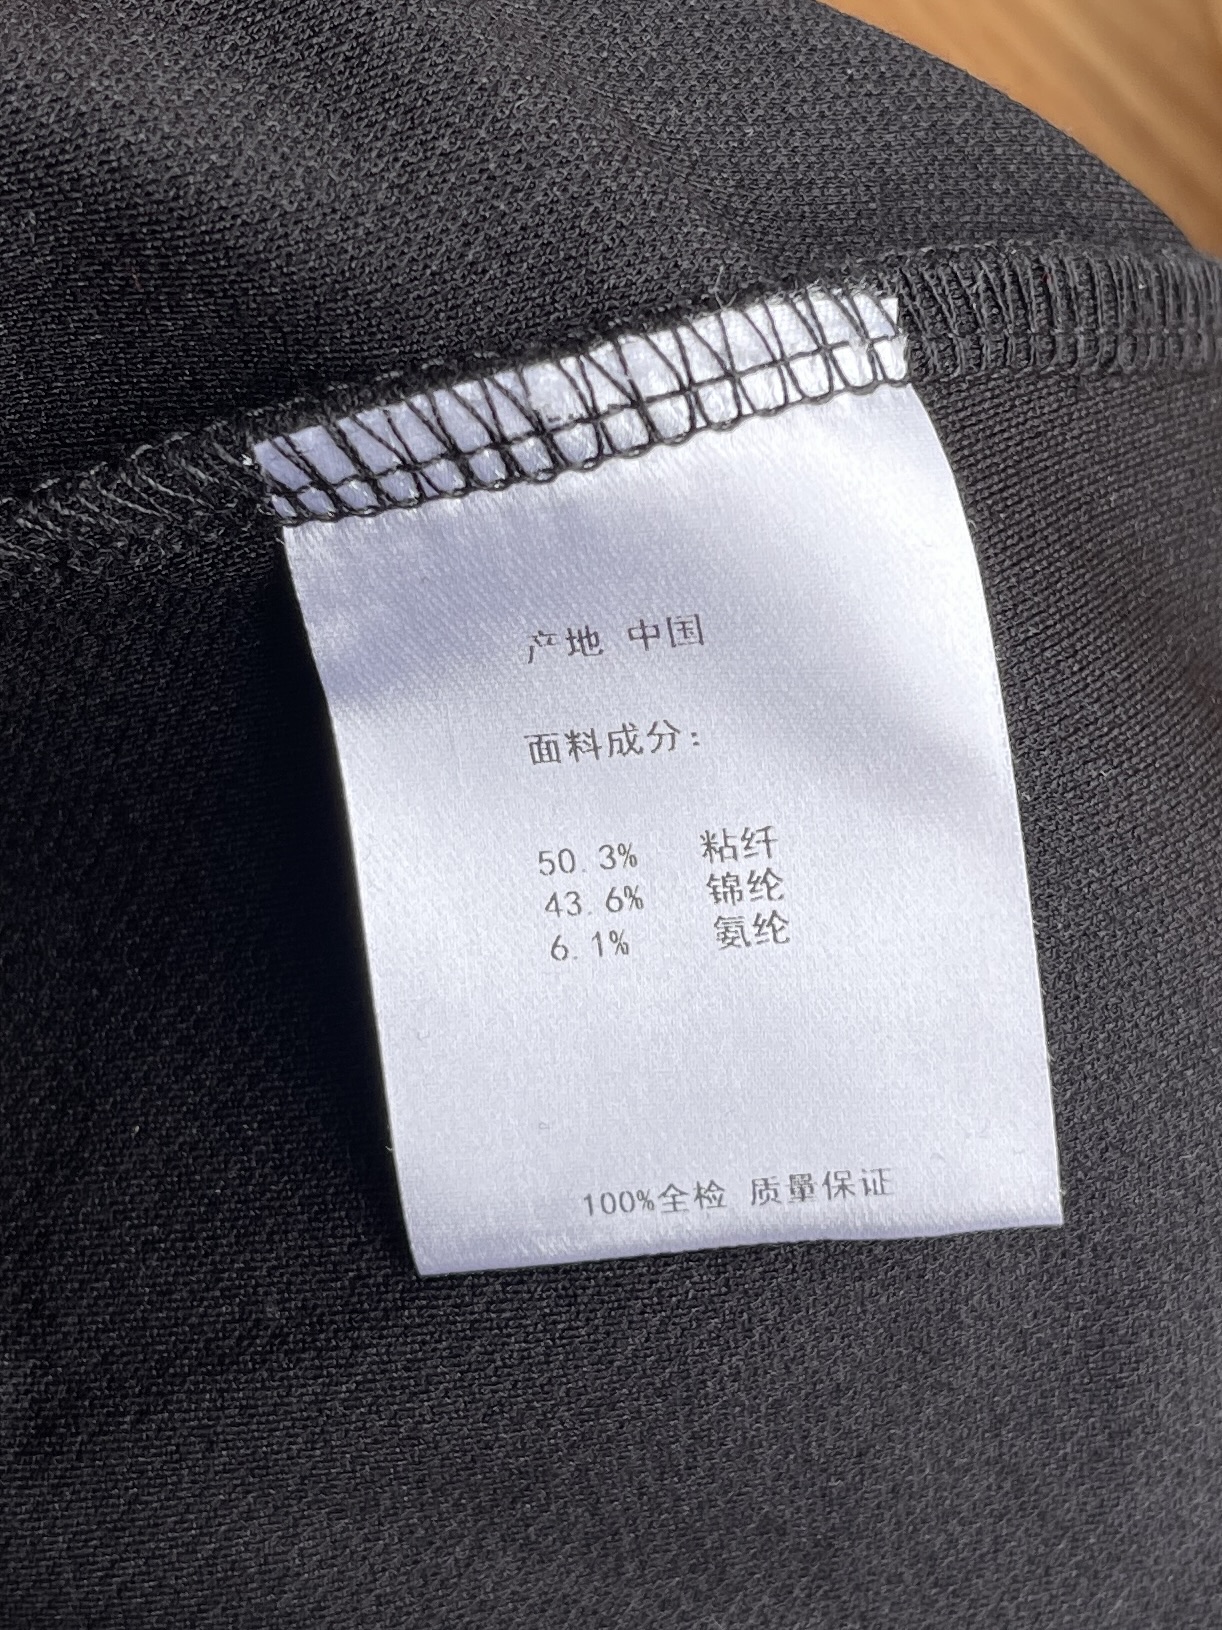 产地 中国
面料成分：
50.3% 粘纤
43.6% 锦纶
6.1% 氨纶
100%全检 质量保证